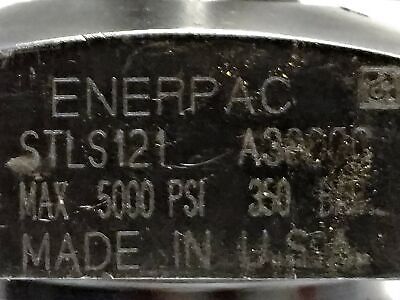 ENERPAC
STLS121
MAX 5000 PSI 350
MADE IN U.S.A.